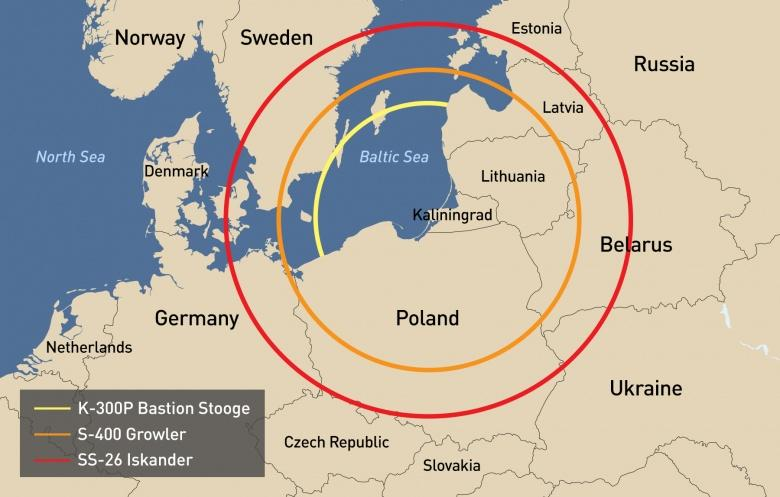 Norway
Sweden
Estonia
Russia
Latvia
North Sea
Baltic Sea
Denmark
Lithuania
Kaliningrad
Belarus
Germany
Poland
Netherlands
Ukraine
K-300P Bastion Stooge
S-400 Growler
SS-26 Iskander
Czech Republic
Slovakia